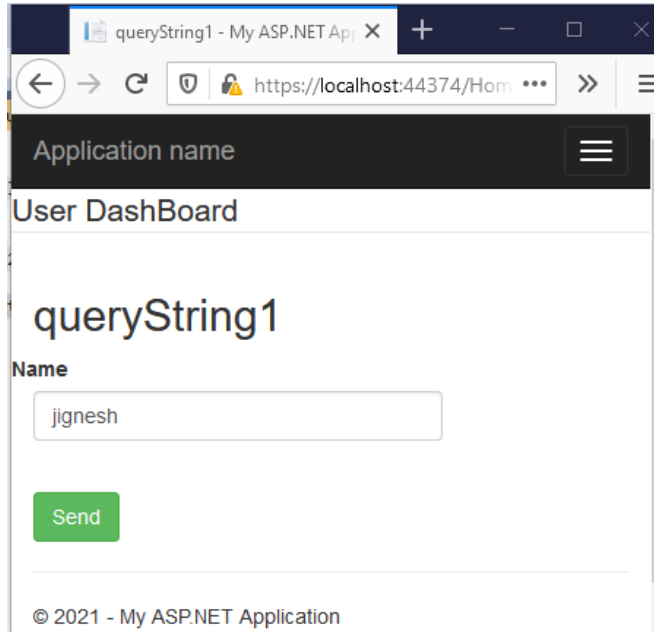 queryString1 - My ASP.NET App
https://localhost:44374/Hom
Application name
User DashBoard
queryString1
Name
jignesh
Send
© 2021 - My ASP.NET Application